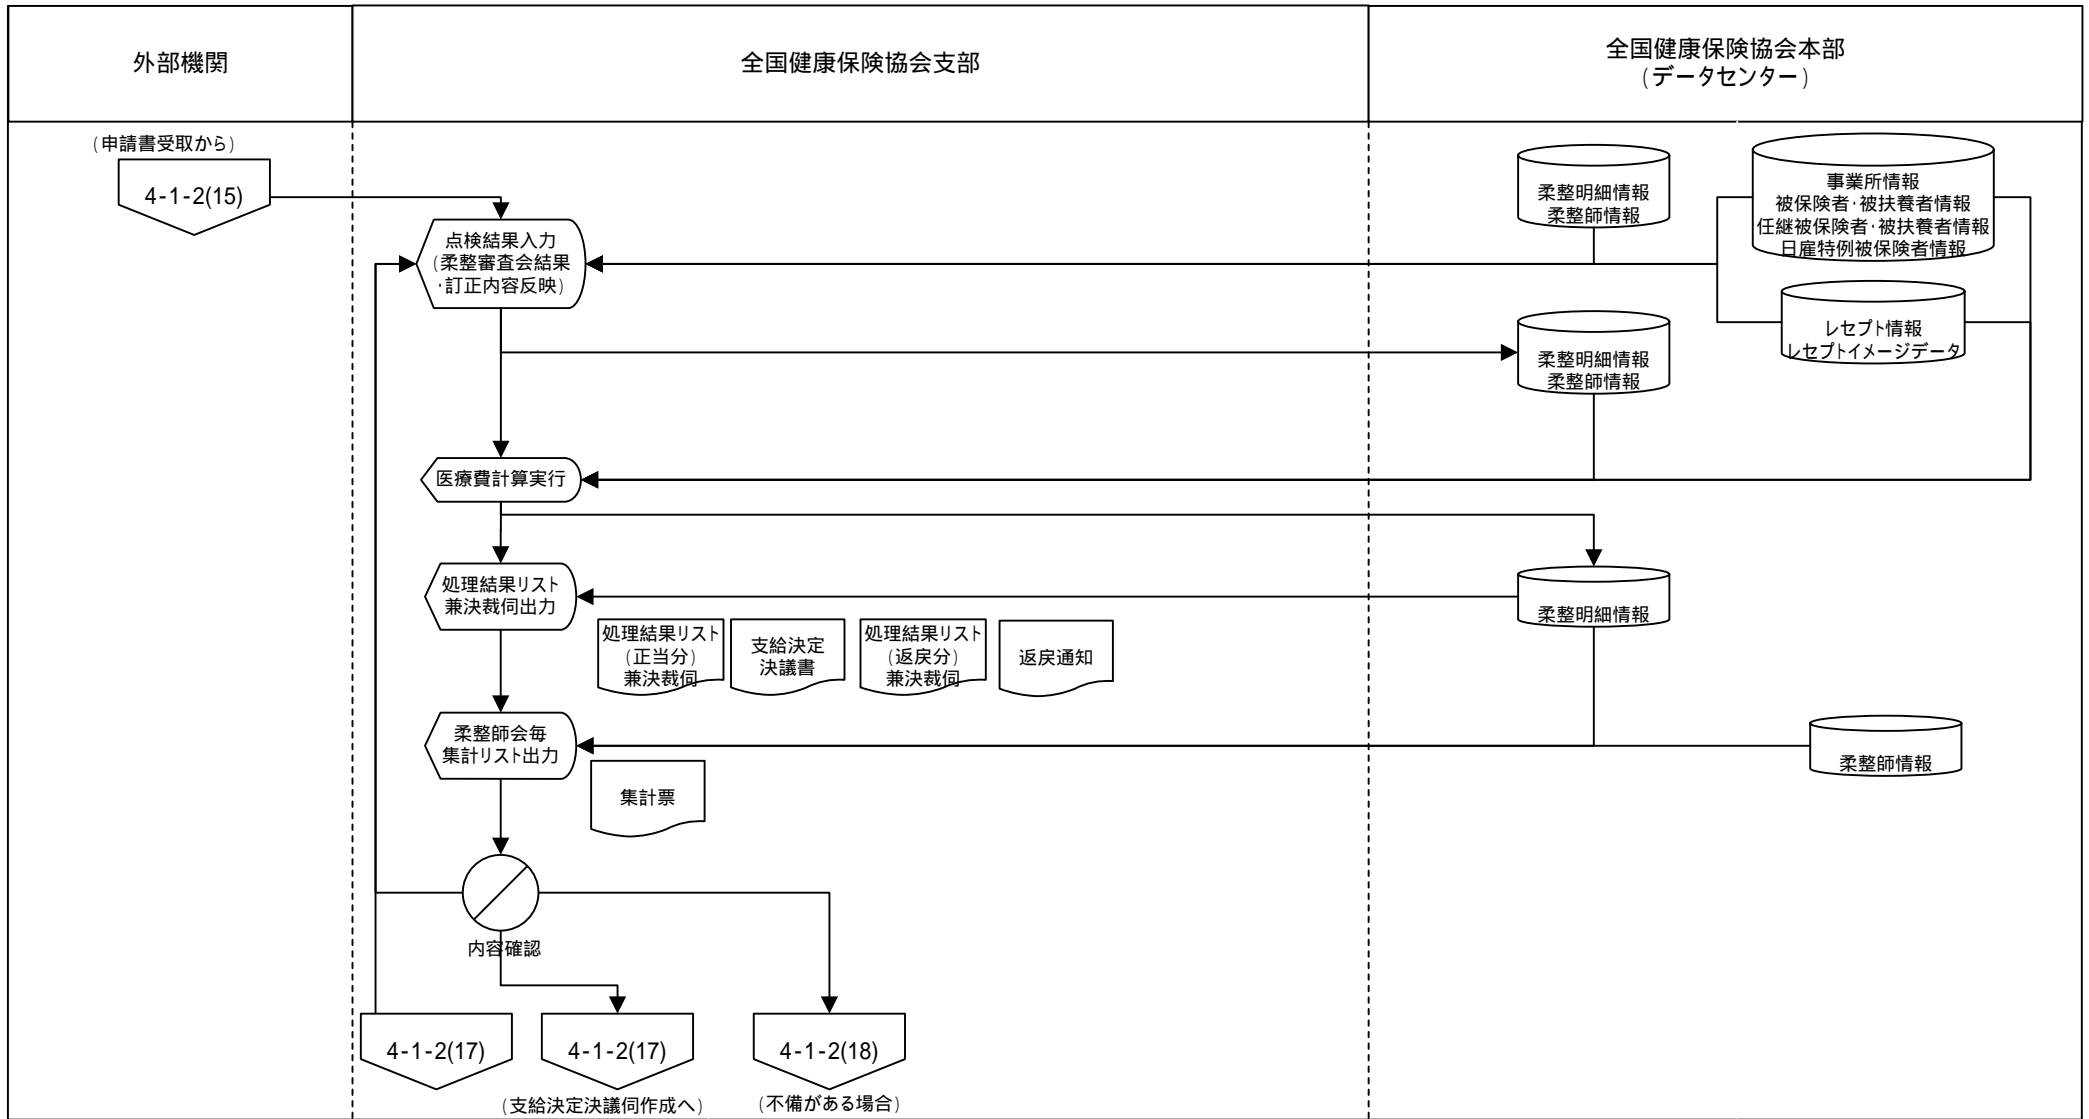 外部機関
全国健康保険協会支部
全国健康保険協会本部
(データセンター)
(申請書受取から)
4-1-2(15)
点検結果入力
(柔整審査会結果
・訂正内容反映)
柔整明細情報
柔整師情報
事業所情報
被保険者・被扶養者情報
任継被保険者・被扶養者情報
日雇特例被保険者情報
レセプト情報
レセプトイメージデータ
柔整明細情報
柔整師情報
医療費計算実行
処理結果リスト
兼決裁伺出力
柔整明細情報
処理結果リスト
(正当分)
兼決裁伺
支給決定
決議書
処理結果リスト
(返戻分)
兼決裁伺
返戻通知
柔整師会毎
集計リスト出力
柔整師情報
集計票
内容確認
4-1-2(17)
4-1-2(17)
4-1-2(18)
(支給決定決議伺作成へ)
(不備がある場合)